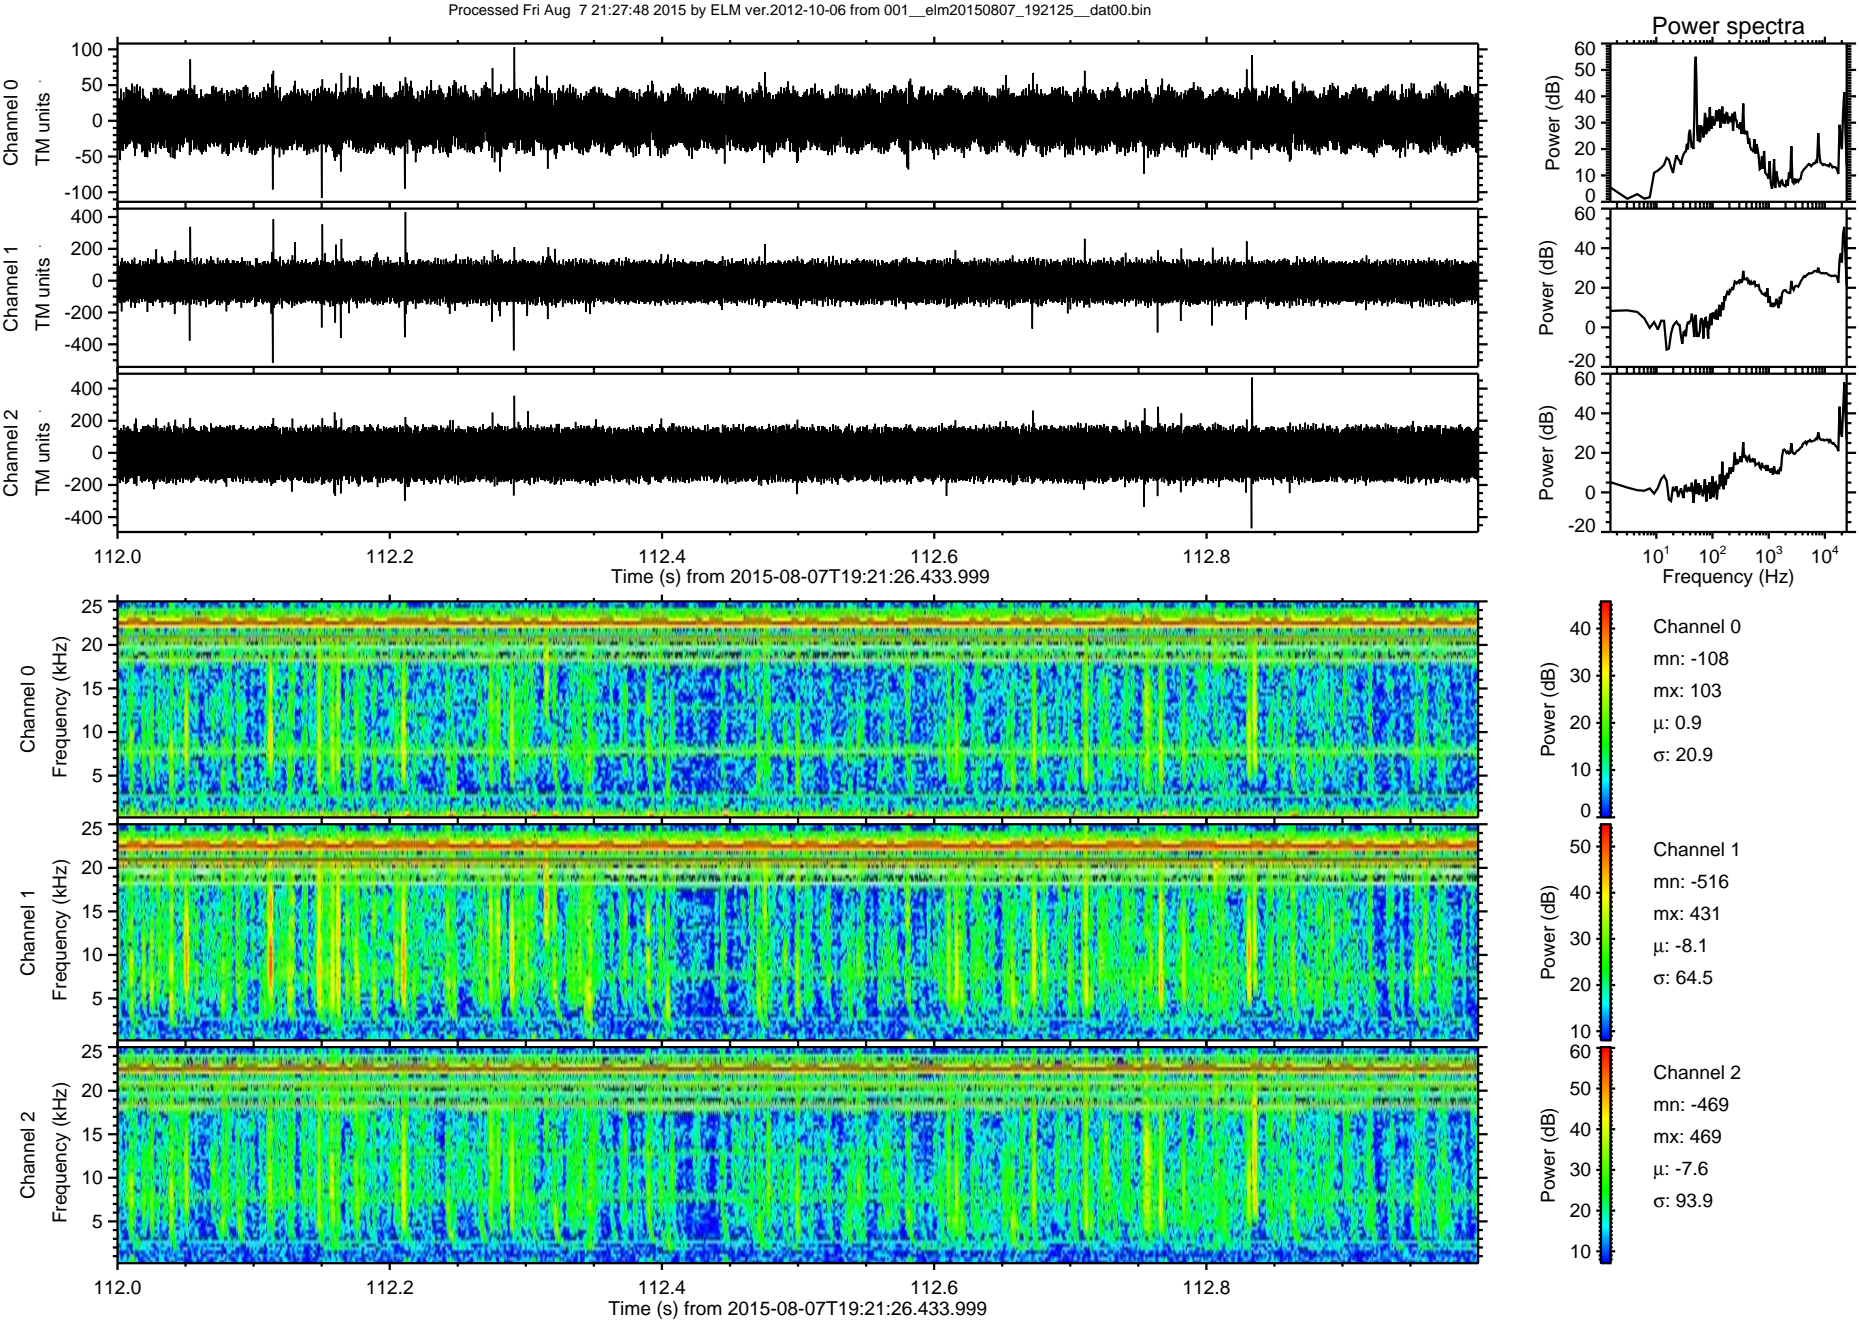 Processed Fri Aug  7 21:27:48 2015 by ELM ver.2012-10-06 from 001__elm20150807_192125__dat00.bin
Power spectra
Channel 0
TM units
100
50
0
-50
-100
Power (dB)
60
50
40
30
20
10
0
Channel 1
TM units
400
200
0
-200
-400
Power (dB)
60
40
20
0
-20
Channel 2
TM units
400
200
0
-200
-400
Power (dB)
60
40
20
0
-20
112.0 112.2 112.4 112.6 112.8
Time (s) from 2015-08-07T19:21:26.433.999
10¹ 10² 10³ 10⁴
Frequency (Hz)
Channel 0
Frequency (kHz)
25
20
15
10
5
Power (dB)
40
30
20
10
0
Channel 0
mn: -108
mx: 103
μ: 0.9
σ: 20.9
Channel 1
Frequency (kHz)
25
20
15
10
5
Power (dB)
50
40
30
20
10
Channel 1
mn: -516
mx: 431
μ: -8.1
σ: 64.5
Channel 2
Frequency (kHz)
25
20
15
10
5
Power (dB)
60
50
40
30
20
10
Channel 2
mn: -469
mx: 469
μ: -7.6
σ: 93.9
112.0 112.2 112.4 112.6 112.8
Time (s) from 2015-08-07T19:21:26.433.999